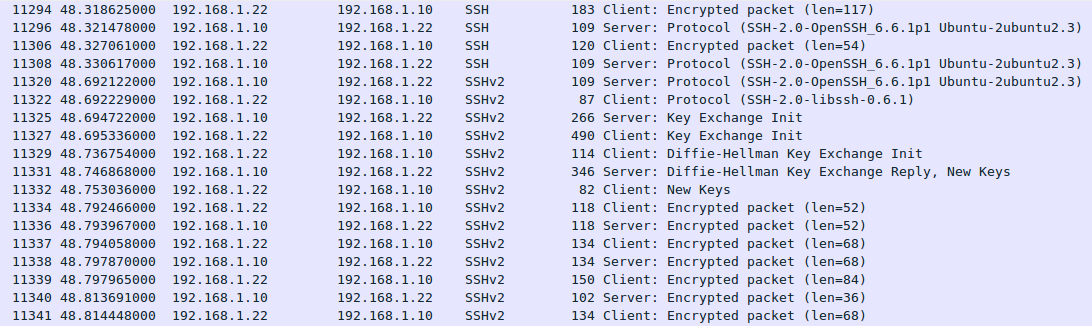 11294 48.318625000 192.168.1.22 192.168.1.10 SSH 183 Client: Encrypted packet (len=117)
11296 48.321478000 192.168.1.10 192.168.1.22 SSH 109 Server: Protocol (SSH-2.0-OpenSSH_6.6.1p1 Ubuntu-2ubuntu2.3)
11306 48.327061000 192.168.1.22 192.168.1.10 SSH 120 Client: Encrypted packet (len=54)
11308 48.330617000 192.168.1.10 192.168.1.22 SSH 109 Server: Protocol (SSH-2.0-OpenSSH_6.6.1p1 Ubuntu-2ubuntu2.3)
11320 48.692122000 192.168.1.10 192.168.1.22 SSHv2 109 Server: Protocol (SSH-2.0-OpenSSH_6.6.1p1 Ubuntu-2ubuntu2.3)
11322 48.692229000 192.168.1.22 192.168.1.10 SSHv2 87 Client: Protocol (SSH-2.0-libssh-0.6.1)
11325 48.694722000 192.168.1.10 192.168.1.22 SSHv2 266 Server: Key Exchange Init
11327 48.695336000 192.168.1.22 192.168.1.10 SSHv2 490 Client: Key Exchange Init
11329 48.736754000 192.168.1.22 192.168.1.10 SSHv2 114 Client: Diffie-Hellman Key Exchange Init
11331 48.746868000 192.168.1.10 192.168.1.22 SSHv2 346 Server: Diffie-Hellman Key Exchange Reply, New Keys
11332 48.753036000 192.168.1.22 192.168.1.10 SSHv2 82 Client: New Keys
11334 48.792466000 192.168.1.22 192.168.1.10 SSHv2 118 Client: Encrypted packet (len=52)
11336 48.793967000 192.168.1.10 192.168.1.22 SSHv2 118 Server: Encrypted packet (len=52)
11337 48.794058000 192.168.1.22 192.168.1.10 SSHv2 134 Client: Encrypted packet (len=68)
11338 48.797870000 192.168.1.10 192.168.1.22 SSHv2 134 Server: Encrypted packet (len=68)
11339 48.797965000 192.168.1.22 192.168.1.10 SSHv2 150 Client: Encrypted packet (len=84)
11340 48.813691000 192.168.1.10 192.168.1.22 SSHv2 102 Server: Encrypted packet (len=36)
11341 48.814448000 192.168.1.22 192.168.1.10 SSHv2 134 Client: Encrypted packet (len=68)